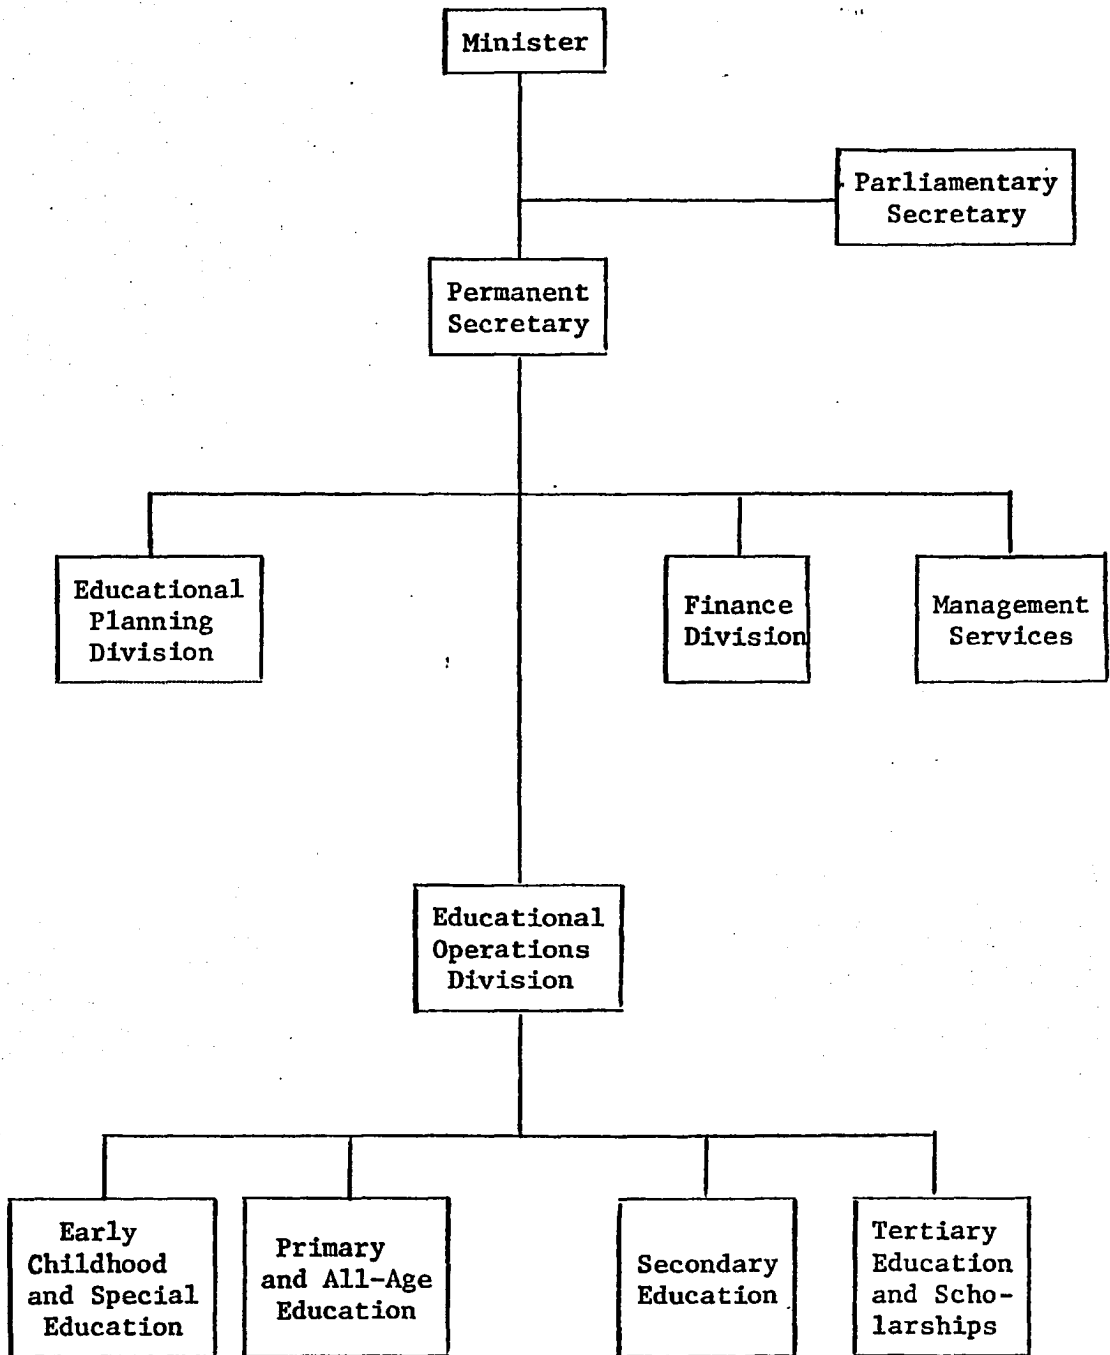 Minister
Parliamentary
Secretary
Permanent
Secretary
Educational
Planning
Division
Finance
Division
Management
Services
Educational
Operations
Division
Early
Childhood
and Special
Education
Primary
and All-Age
Education
Secondary
Education
Tertiary
Education
and Scho-
larships